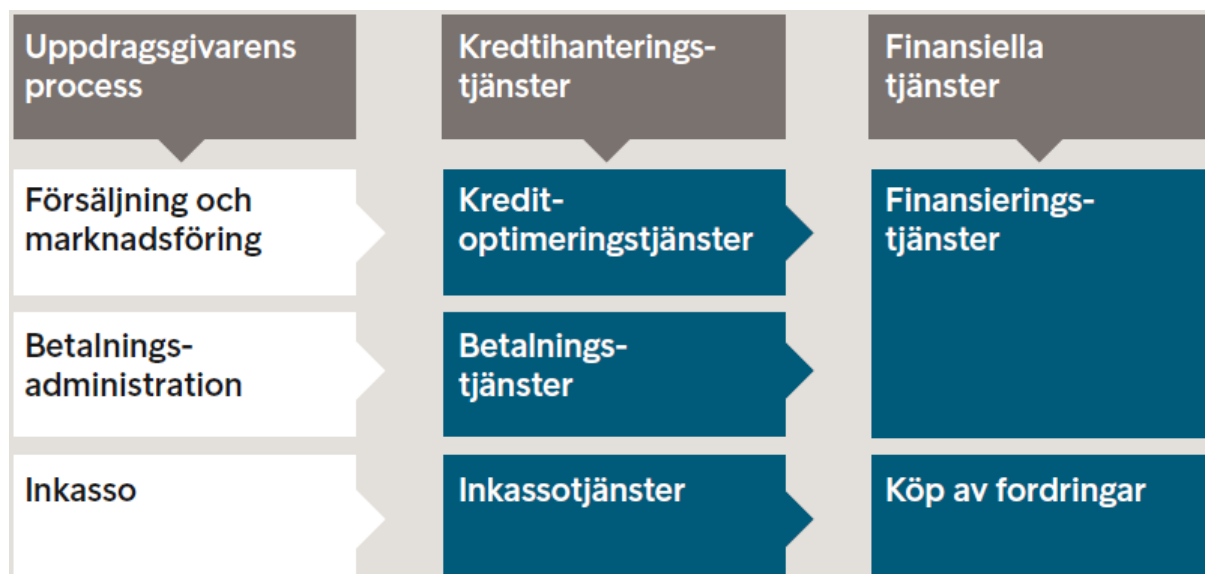 Uppdragsgivarens
process
Kredtihanterings-
tjänster
Finansiella
tjänster
Försäljning och
marknadsföring
Kredit-
optimeringstjänster
Finansierings-
tjänster
Betalnings-
administration
Betalnings-
tjänster
Inkasso
Inkassotjänster
Köp av fordringar